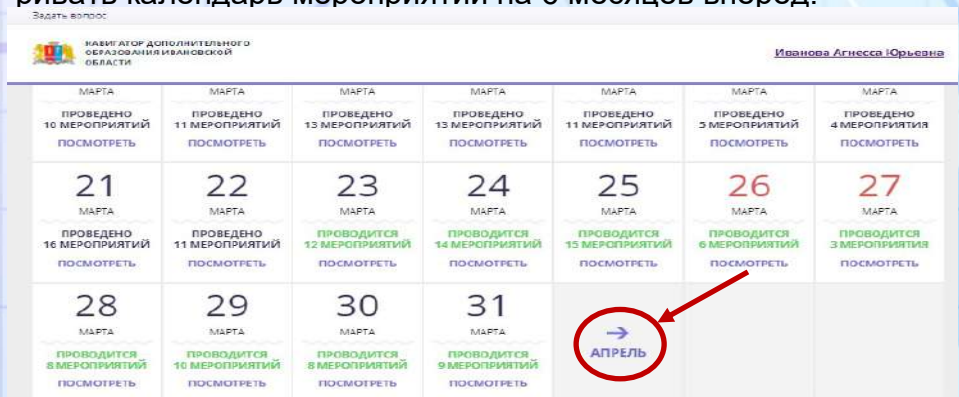 ривать календарь мероприятий на 6 месяцев вперед.
Задать вопрос
НАВИГАТОР ДОПОЛНИТЕЛЬНОГО
ОБРАЗОВАНИЯ ИВАНОВСКОЙ
ОБЛАСТИ
Иванова Агнесса Юрьевна
МАРТА МАРТА МАРТА МАРТА МАРТА МАРТА МАРТА
ПРОВЕДЕНО ПРОВЕДЕНО ПРОВЕДЕНО ПРОВЕДЕНО ПРОВЕДЕНО ПРОВЕДЕНО ПРОВЕДЕНО
10 МЕРОПРИЯТИЙ 11 МЕРОПРИЯТИЙ 13 МЕРОПРИЯТИЙ 13 МЕРОПРИЯТИЙ 11 МЕРОПРИЯТИЙ 5 МЕРОПРИЯТИЙ 4 МЕРОПРИЯТИЯ
ПОСМОТРЕТЬ ПОСМОТРЕТЬ ПОСМОТРЕТЬ ПОСМОТРЕТЬ ПОСМОТРЕТЬ ПОСМОТРЕТЬ ПОСМОТРЕТЬ
21 22 23 24 25 26 27
МАРТА МАРТА МАРТА МАРТА МАРТА МАРТА МАРТА
ПРОВЕДЕНО ПРОВЕДЕНО ПРОВОДИТСЯ ПРОВОДИТСЯ ПРОВОДИТСЯ ПРОВОДИТСЯ ПРОВОДИТСЯ
16 МЕРОПРИЯТИЙ 11 МЕРОПРИЯТИЙ 12 МЕРОПРИЯТИЙ 14 МЕРОПРИЯТИЙ 15 МЕРОПРИЯТИЙ 6 МЕРОПРИЯТИЙ 3 МЕРОПРИЯТИЯ
ПОСМОТРЕТЬ ПОСМОТРЕТЬ ПОСМОТРЕТЬ ПОСМОТРЕТЬ ПОСМОТРЕТЬ ПОСМОТРЕТЬ ПОСМОТРЕТЬ
28 29 30 31
МАРТА МАРТА МАРТА МАРТА
АПРЕЛЬ
ПРОВОДИТСЯ ПРОВОДИТСЯ ПРОВОДИТСЯ ПРОВОДИТСЯ
8 МЕРОПРИЯТИЙ 10 МЕРОПРИЯТИЙ 8 МЕРОПРИЯТИЙ 9 МЕРОПРИЯТИЙ
ПОСМОТРЕТЬ ПОСМОТРЕТЬ ПОСМОТРЕТЬ ПОСМОТРЕТЬ